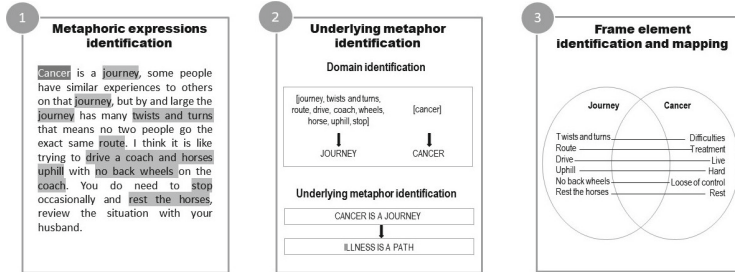 1
Metaphoric expressions
identification
Cancer is a journey, some people
have similar experiences to others
on that journey, but by and large the
journey has many twists and turns
that means no two people go the
exact same route. I think it is like
trying to drive a coach and horses
uphill with no back wheels on the
coach. You do need to stop
occasionally and rest the horses,
review the situation with your
husband.
2
Underlying metaphor
identification
Domain identification
[journey, twists and turns,
route, drive, coach, wheels,
horse, uphill, stop]
[cancer]
JOURNEY
CANCER
Underlying metaphor identification
CANCER IS A JOURNEY
ILLNESS IS A PATH
3
Frame element
identification and mapping
Journey Cancer
Twists and turns Difficulties
Route Treatment
Drive Live
Uphill Hard
No back wheels Loose of control
Rest the horses Rest